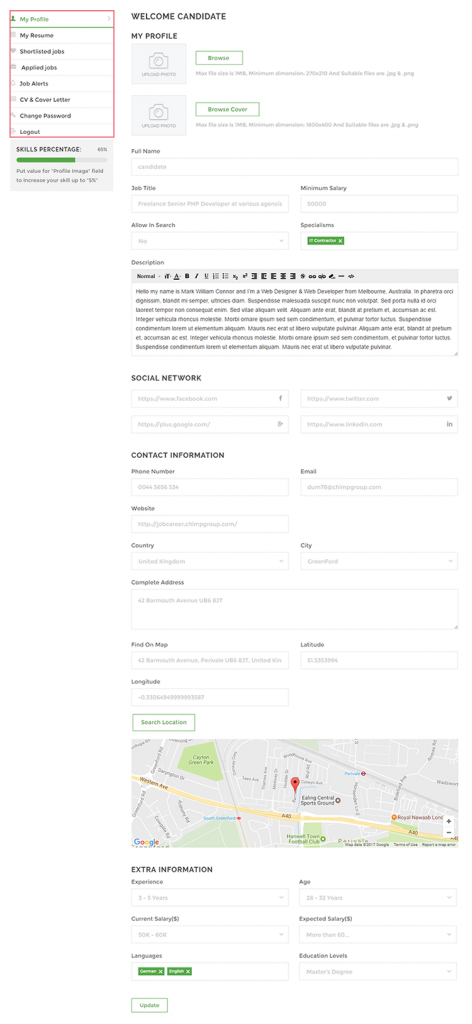 My Profile
My Resume
Shortlisted jobs
Applied jobs
Job Alerts
CV & Cover Letter
Change Password
Logout
SKILLS PERCENTAGE: 65%
Put value for "Profile Image" field
to increase your skill up to "5%"
WELCOME CANDIDATE
MY PROFILE
UPLOAD PHOTO
Browse
Max file size is 1MB, Minimum dimension: 270x210 And Suitable files are .jpg & .png
UPLOAD PHOTO
Browse Cover
Max file size is 1MB, Minimum dimension: 1600x400 And Suitable files are .jpg & .png
Full Name
candidate
Job Title Minimum Salary
Freelance Senior PHP Developer at various agensis 20000
Allow In Search Specialisms
No IT Contractor x
Description
Normal
Hello my name is Mark William Connor and I'm a Web Designer & Web Developer from Melbourne, Australia. In pharetra orci
dignissim, blandit mi semper, ultricies diam. Suspendisse malesuada suscipit nunc non volutpat. Sed porta nulla id orci
laoreet tempor non consequat enim. Sed vitae aliquam velit. Aliquam ante erat, blandit at pretium et, accumsan ac est.
Integer vehicula rhoncus molestie. Morbi ornare ipsum sed sem condimentum, et pulvinar tortor luctus. Suspendisse
condimentum lorem ut elementum aliquam. Mauris nec erat ut libero vulputate pulvinar. Aliquam ante erat, blandit at pretium
et, accumsan ac est. Integer vehicula rhoncus molestie. Morbi ornare ipsum sed sem condimentum, et pulvinar tortor luctus.
Suspendisse condimentum lorem ut elementum aliquam. Mauris nec erat ut libero vulputate pulvinar.
SOCIAL NETWORK
https://www.facebook.com https://www.twitter.com
https://plus.google.com/ https://www.linkedin.com
CONTACT INFORMATION
Phone Number Email
0044 5656 534 dum78@chimpgroup.com
Website
http://jobcareer.chimpgroup.com/
Country City
United Kingdom GreenFord
Complete Address
42 Barmouth Avenue UB6 8JT
Find On Map Latitude
42 Barmouth Avenue, Perivale UB6 8JT, United Kin 51.5353594
Longitude
Search Location
Cayton
Green Park
Western Ave
Perivale
Ealing Central
Sports Ground
South Greenford
A40
Royal Nawaab Lond
A40
Hanwell Town
Football Club
Google
Map data ©2017 Google Terms of Use Report a map error
EXTRA INFORMATION
Experience Age
3 - 5 Years 28 - 32 Years
Current Salary($) Expected Salary($)
50K - 60K More than 60...
Languages Education Levels
German x English x Master's Degree
Update